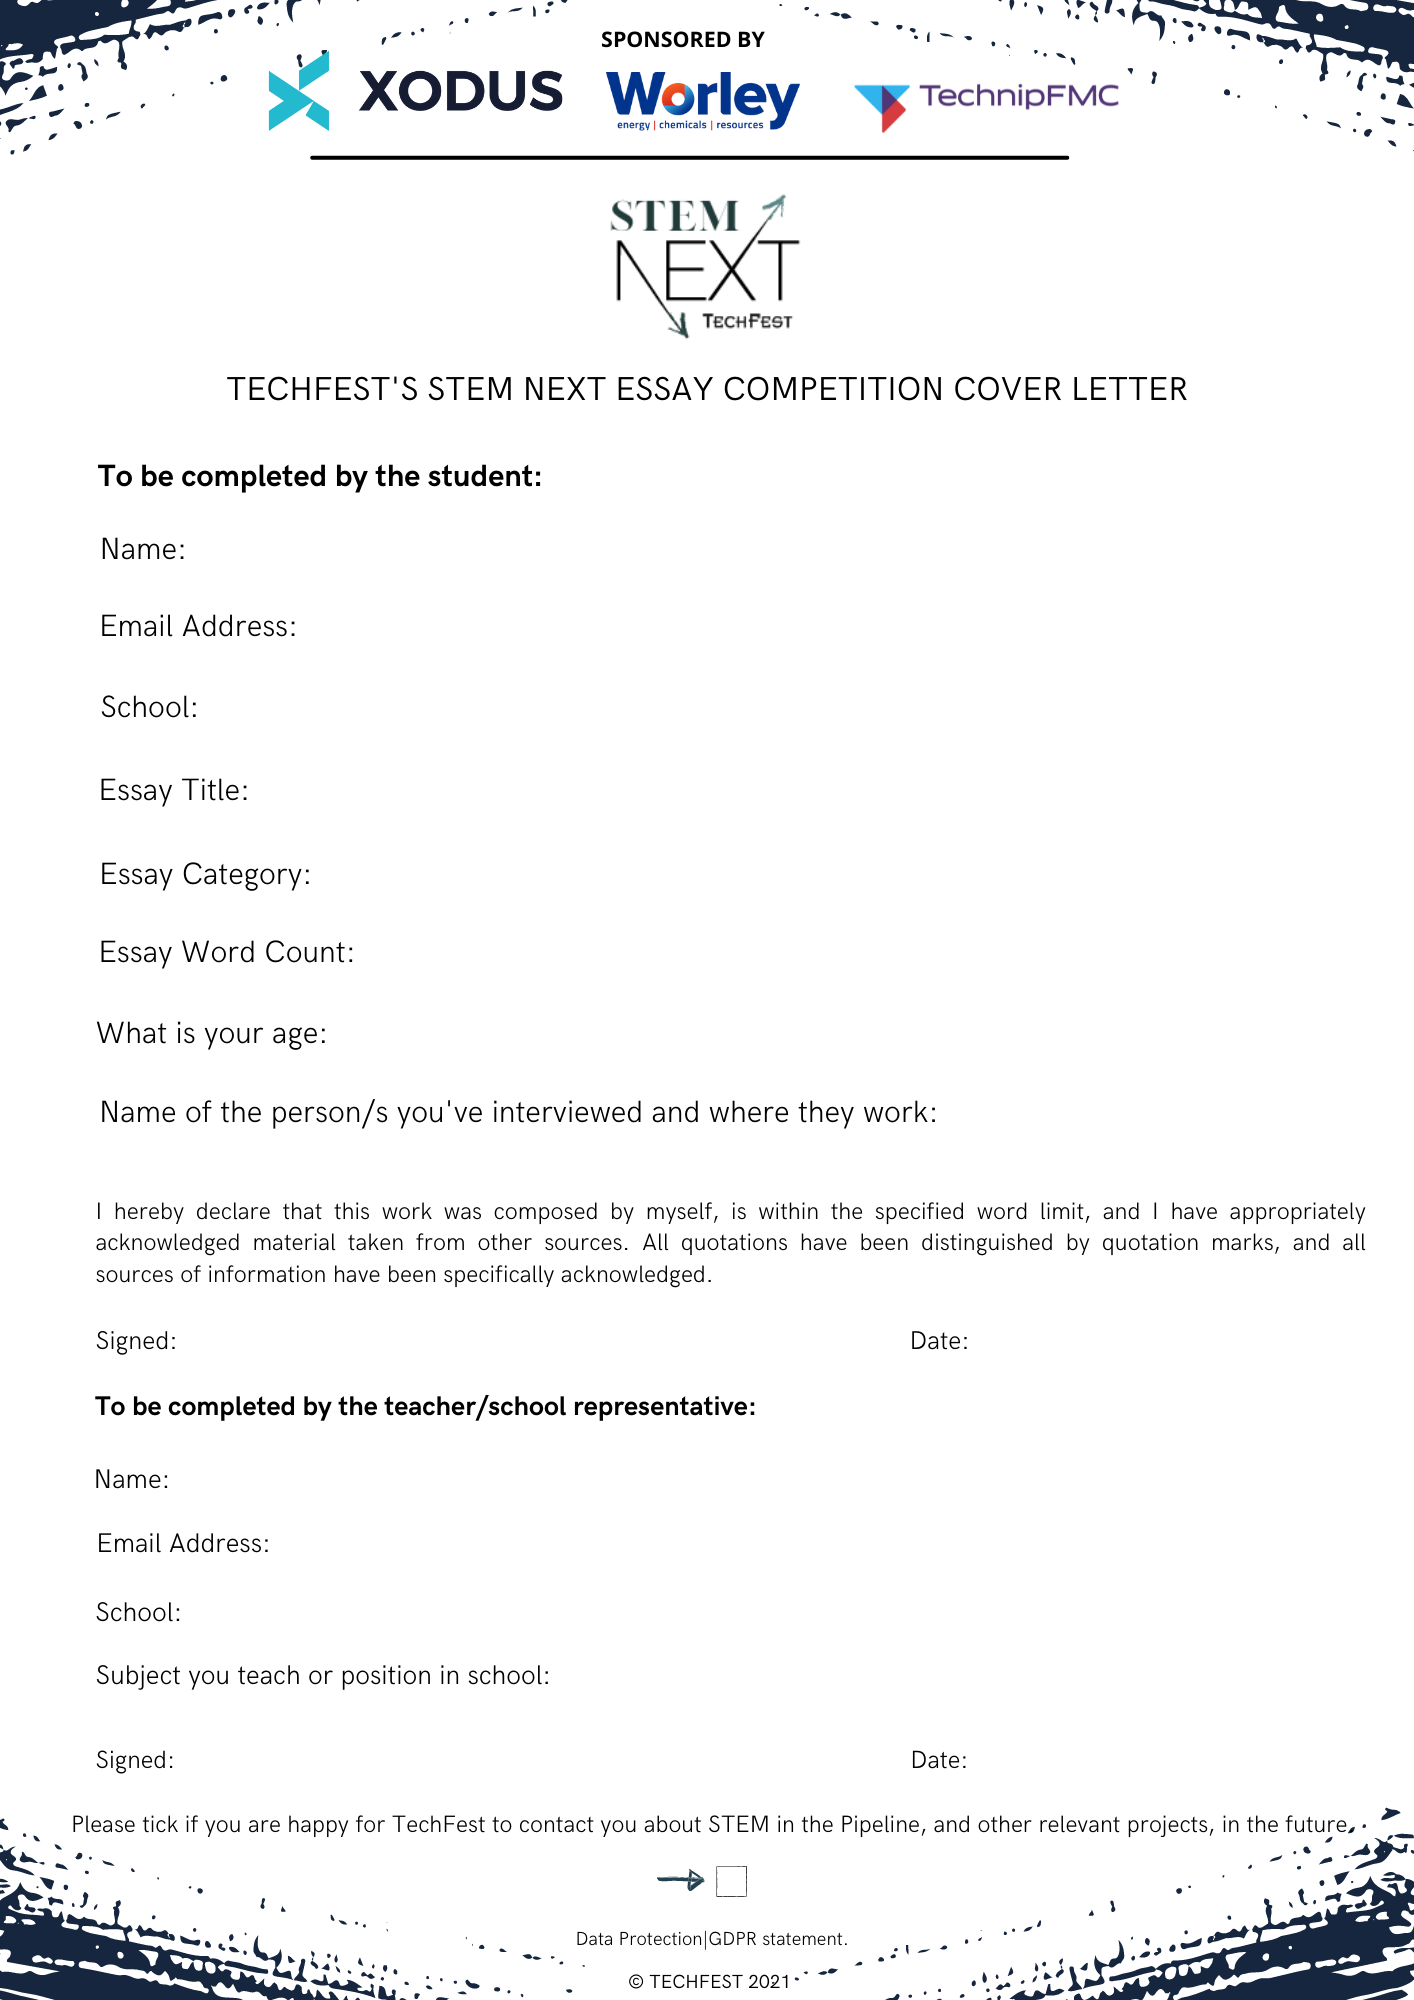 SPONSORED BY
XODUS
Worley
energy | chemicals | resources
TechnipFMC
STEM
NEXT
TECHFEST
TECHFEST'S STEM NEXT ESSAY COMPETITION COVER LETTER
To be completed by the student:
Name:
Email Address:
School:
Essay Title:
Essay Category:
Essay Word Count:
What is your age:
Name of the person/s you've interviewed and where they work:
I hereby declare that this work was composed by myself, is within the specified word limit, and I have appropriately
acknowledged material taken from other sources. All quotations have been distinguished by quotation marks, and all
sources of information have been specifically acknowledged.
Signed: Date:
To be completed by the teacher/school representative:
Name:
Email Address:
School:
Subject you teach or position in school:
Signed: Date:
Please tick if you are happy for TechFest to contact you about STEM in the Pipeline, and other relevant projects, in the future.
Data Protection|GDPR statement.
© TECHFEST 2021